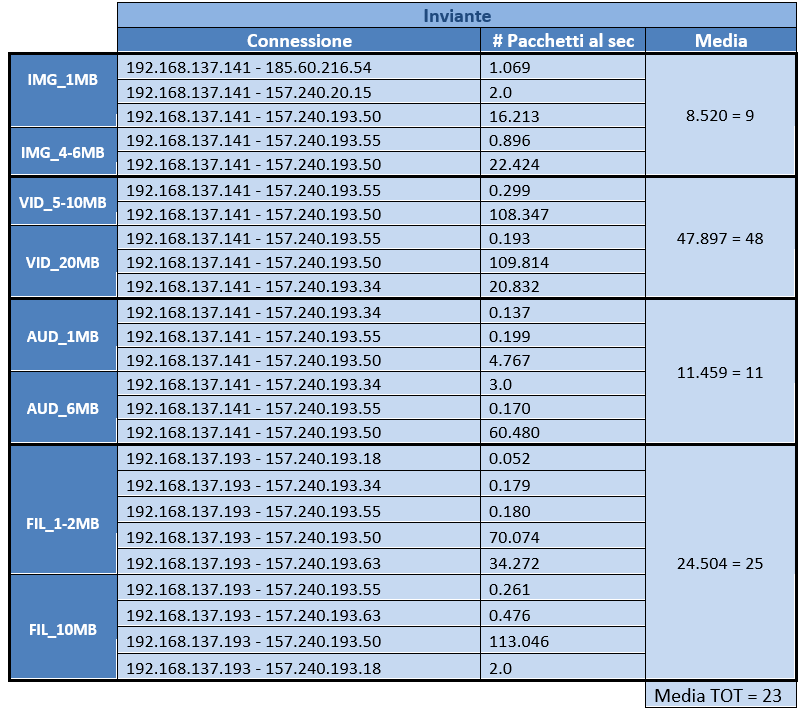 Inviante
Connessione # Pacchetti al sec Media
IMG_1MB 192.168.137.141 - 185.60.216.54 1.069 8.520 = 9
192.168.137.141 - 157.240.20.15 2.0
192.168.137.141 - 157.240.193.50 16.213
IMG_4-6MB 192.168.137.141 - 157.240.193.55 0.896
192.168.137.141 - 157.240.193.50 22.424
VID_5-10MB 192.168.137.141 - 157.240.193.55 0.299 47.897 = 48
192.168.137.141 - 157.240.193.50 108.347
VID_20MB 192.168.137.141 - 157.240.193.55 0.193
192.168.137.141 - 157.240.193.50 109.814
192.168.137.141 - 157.240.193.34 20.832
AUD_1MB 192.168.137.141 - 157.240.193.34 0.137 11.459 = 11
192.168.137.141 - 157.240.193.55 0.199
192.168.137.141 - 157.240.193.50 4.767
AUD_6MB 192.168.137.141 - 157.240.193.34 3.0
192.168.137.141 - 157.240.193.55 0.170
192.168.137.141 - 157.240.193.50 60.480
FIL_1-2MB 192.168.137.193 - 157.240.193.18 0.052 24.504 = 25
192.168.137.193 - 157.240.193.34 0.179
192.168.137.193 - 157.240.193.55 0.180
192.168.137.193 - 157.240.193.50 70.074
192.168.137.193 - 157.240.193.63 34.272
FIL_10MB 192.168.137.193 - 157.240.193.55 0.261
192.168.137.193 - 157.240.193.63 0.476
192.168.137.193 - 157.240.193.50 113.046
192.168.137.193 - 157.240.193.18 2.0
Media TOT = 23